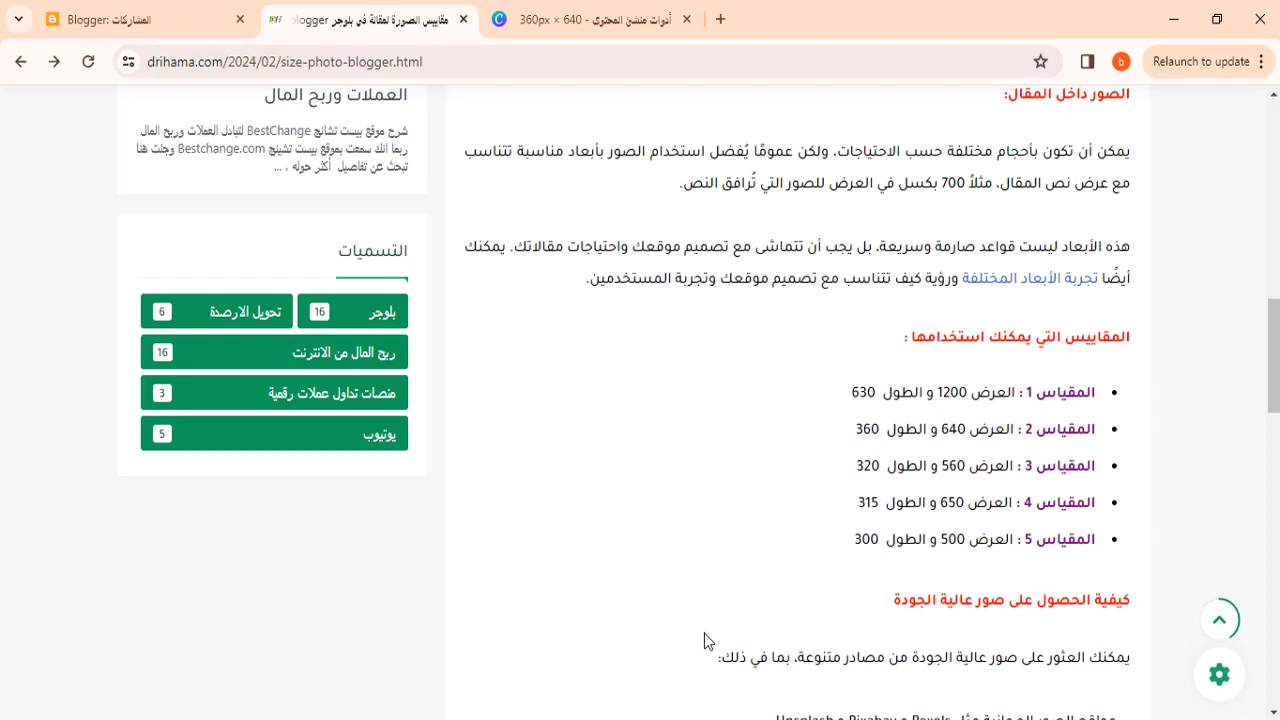 Blogger: المشاركات
مقاييس الصورة لمقالة في بلوجر blogger
أدوات منشئ المحتوى - 640 × 360px
drihama.com/2024/02/size-photo-blogger.html
b
Relaunch to update
الصور داخل المقال:
يمكن أن تكون بأحجام مختلفة حسب الاحتياجات، ولكن عمومًا يُفضل استخدام الصور بأبعاد مناسبة تتناسب
مع عرض نص المقال، مثلاً 700 بكسل في العرض للصور التي تُرافق النص.
هذه الأبعاد ليست قواعد صارمة وسريعة، بل يجب أن تتماشى مع تصميم موقعك واحتياجات مقالاتك. يمكنك
أيضًا تجربة الأبعاد المختلفة ورؤية كيف تتناسب مع تصميم موقعك وتجربة المستخدمين.
المقاييس التي يمكنك استخدامها :
المقياس 1 : العرض 1200 و الطول 630
المقياس 2 : العرض 640 و الطول 360
المقياس 3 : العرض 560 و الطول 320
المقياس 4 : العرض 650 و الطول 315
المقياس 5 : العرض 500 و الطول 300
كيفية الحصول على صور عالية الجودة
يمكنك العثور على صور عالية الجودة من مصادر متنوعة، بما في ذلك:
مواقع الصور المجانية مثل Pexels و Pixabay و Unsplash
العملات وربح المال
شرح موقع بيست تشانج BestChange لتبادل العملات وربح المال
ربما انك سمعت بموقع بيست تشينج Bestchange.com وجئت هنا
تبحث عن تفاصيل أكثر حوله ، ...
التسميات
بلوجر 16
تحويل الارصدة 6
ربح المال من الانترنت 16
منصات تداول عملات رقمية 3
يوتيوب 5